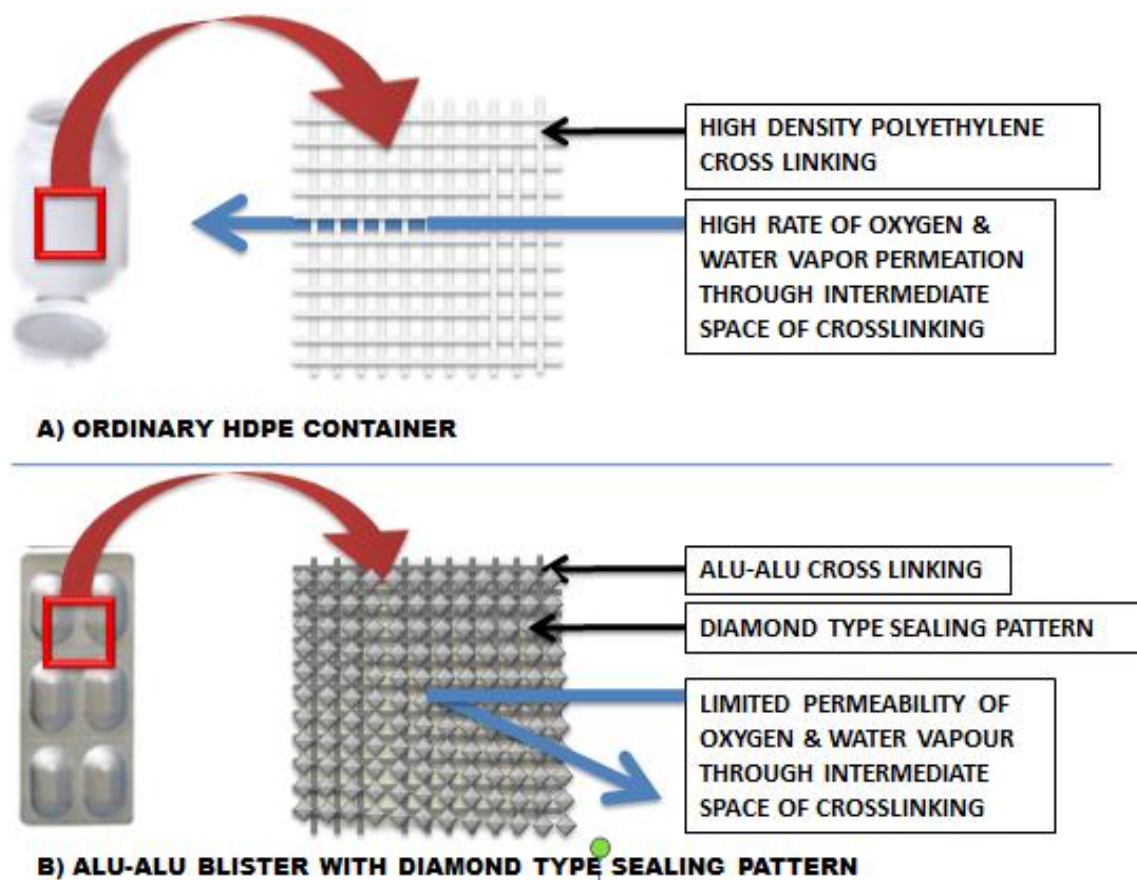 HIGH DENSITY POLYETHYLENE
CROSS LINKING
HIGH RATE OF OXYGEN &
WATER VAPOR PERMEATION
THROUGH INTERMEDIATE
SPACE OF CROSSLINKING
A) ORDINARY HDPE CONTAINER
ALU-ALU CROSS LINKING
DIAMOND TYPE SEALING PATTERN
LIMITED PERMEABILITY OF
OXYGEN & WATER VAPOUR
THROUGH INTERMEDIATE
SPACE OF CROSSLINKING
B) ALU-ALU BLISTER WITH DIAMOND TYPE SEALING PATTERN